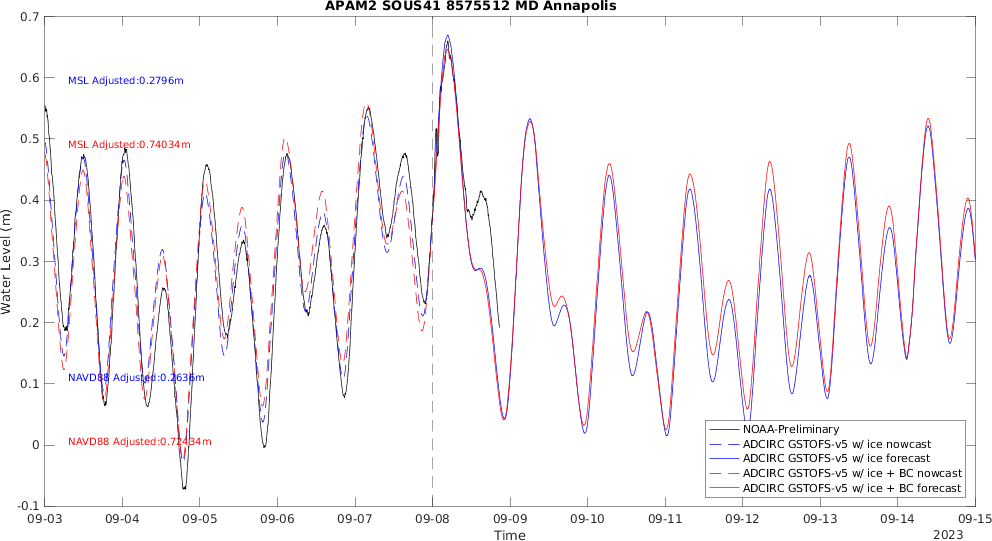 APAM2 SOUS41 8575512 MD Annapolis
0.7
0.6
0.5
0.4
0.3
0.2
0.1
0
-0.1
Water Level (m)
MSL Adjusted:0.2796m
MSL Adjusted:0.74034m
NAVD88 Adjusted:0.2636m
NAVD88 Adjusted:0.72434m
NOAA-Preliminary
ADCIRC GSTOFS-v5 w/ ice nowcast
ADCIRC GSTOFS-v5 w/ ice forecast
ADCIRC GSTOFS-v5 w/ ice + BC nowcast
ADCIRC GSTOFS-v5 w/ ice + BC forecast
09-03 09-04 09-05 09-06 09-07 09-08 09-09 09-10 09-11 09-12 09-13 09-14 09-15
Time
2023